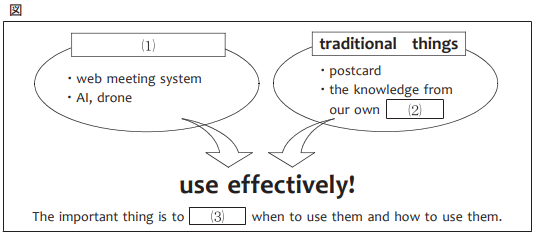 図
⑴
・web meeting system
・AI, drone
traditional things
・postcard
・the knowledge from
our own ⑵
use effectively!
The important thing is to ⑶ when to use them and how to use them.